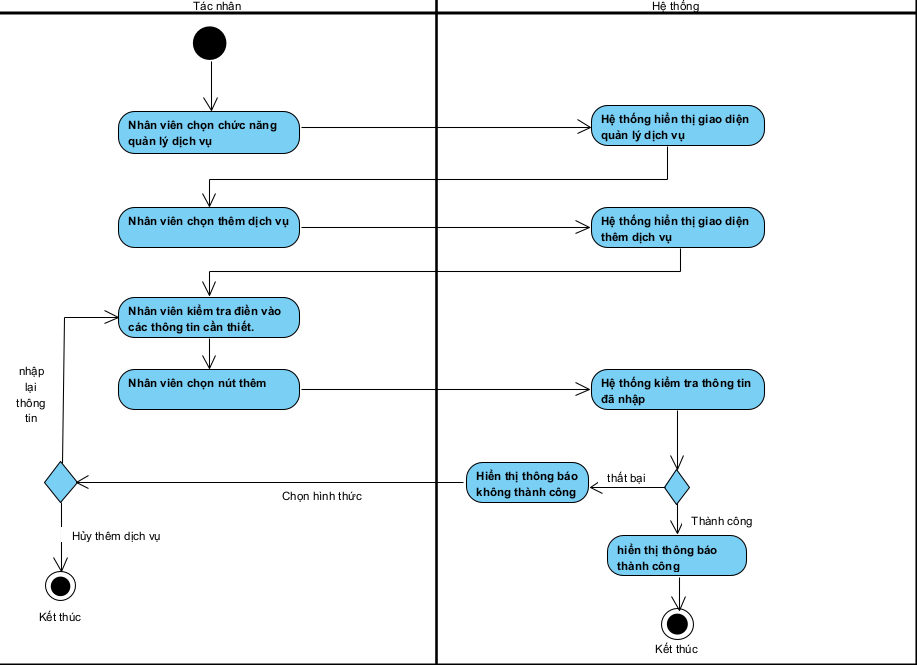 Tác nhân
Hệ thống
Nhân viên chọn chức năng
quản lý dịch vụ
Hệ thống hiển thị giao diện
quản lý dịch vụ
Nhân viên chọn thêm dịch vụ
Hệ thống hiển thị giao diện
thêm dịch vụ
Nhân viên kiểm tra điền vào
các thông tin cần thiết.
nhập
lại
thông
tin
Nhân viên chọn nút thêm
Hệ thống kiểm tra thông tin
đã nhập
Hiển thị thông báo
không thành công
thất bại
Chọn hình thức
Thành công
Hủy thêm dịch vụ
hiển thị thông báo
thành công
Kết thúc
Kết thúc